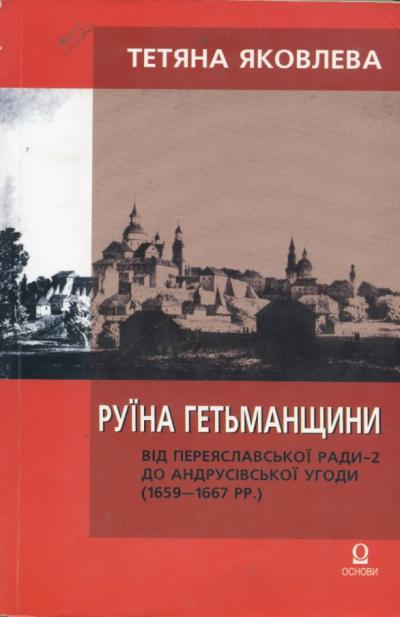 ТЕТЯНА ЯКОВЛЕВА
РУЇНА ГЕТЬМАНЩИНИ
ВІД ПЕРЕЯСЛАВСЬКОЇ РАДИ-2
ДО АНДРУСІВСЬКОЇ УГОДИ
(1659—1667 РР.)
ОСНОВИ